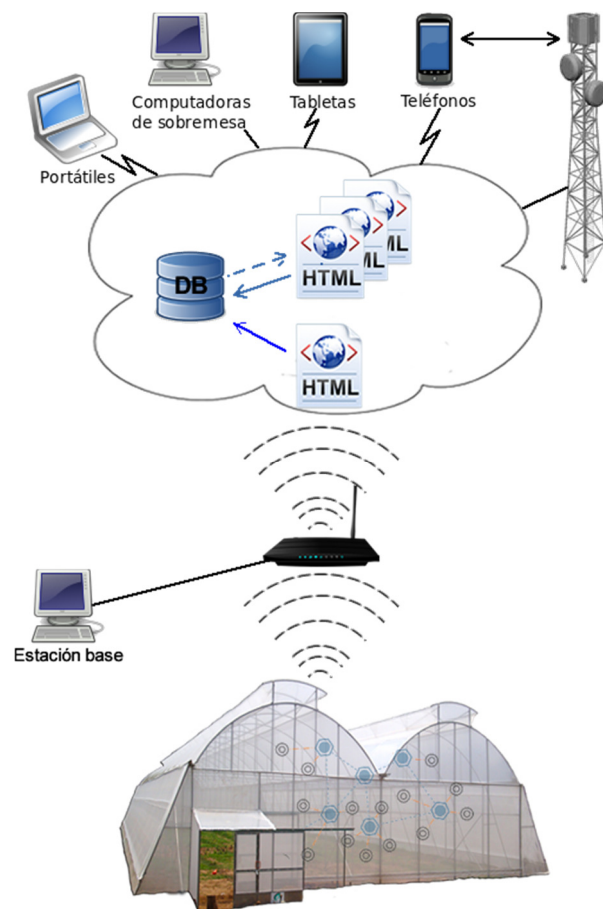 Computadoras
de sobremesa
Tabletas
Teléfonos
Portátiles
DB
< >
HTML
< >
HTML
Estación base